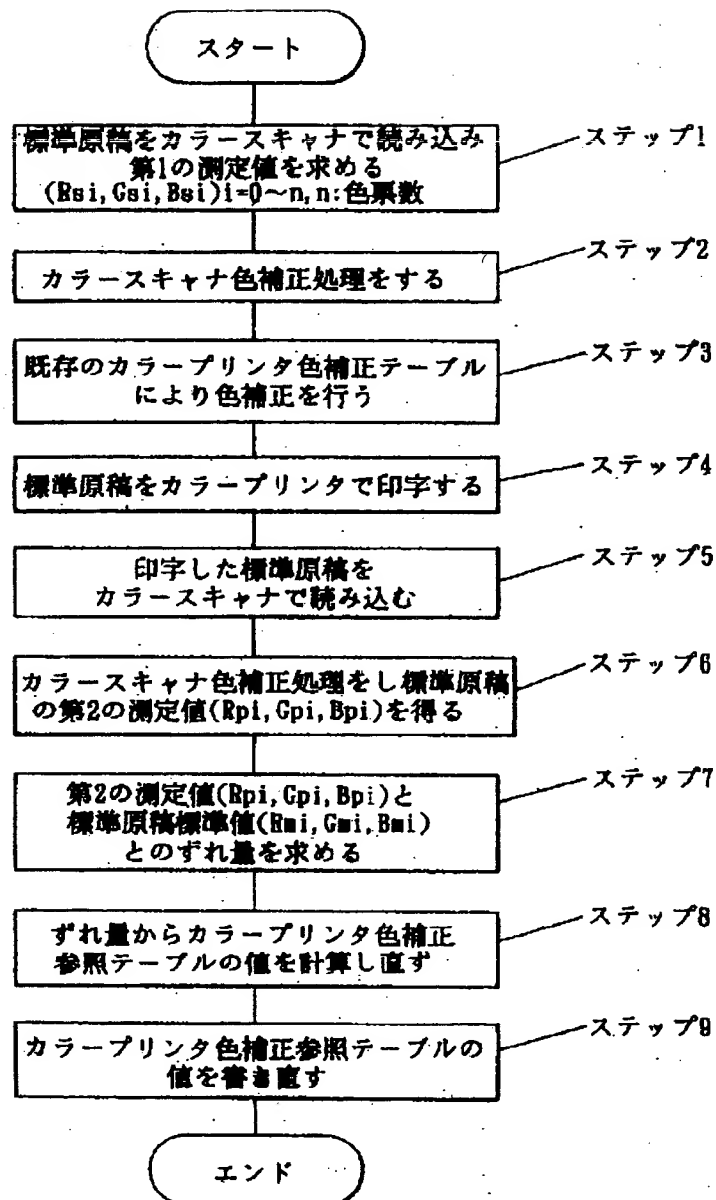 スタート
標準原稿をカラースキャナで読み込み
第1の測定値を求める
(Rsi,Gsi,Bsi)i=0～n,n:色票数
ステップ1
カラースキャナ色補正処理をする
ステップ2
既存のカラープリンタ色補正テーブル
により色補正を行う
ステップ3
標準原稿をカラープリンタで印字する
ステップ4
印字した標準原稿を
カラースキャナで読み込む
ステップ5
カラースキャナ色補正処理をし標準原稿
の第2の測定値(Rpi,Gpi,Bpi)を得る
ステップ6
第2の測定値(Rpi,Gpi,Bpi)と
標準原稿標準値(Rmi,Gmi,Bmi)
とのずれ量を求める
ステップ7
ずれ量からカラープリンタ色補正
参照テーブルの値を計算し直ず
ステップ8
カラープリンタ色補正参照テーブルの
値を書き直す
ステップ9
エンド